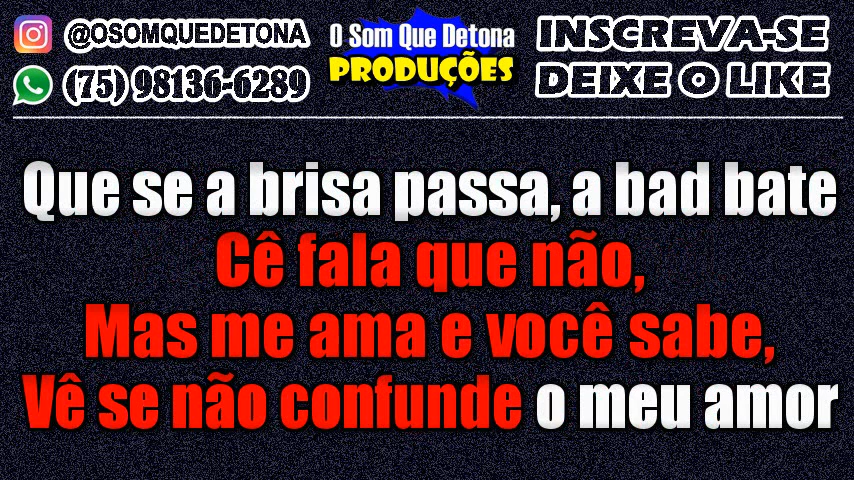 @OSOMQUEDETONA
(75) 98136-6289
O Som Que Detona
PRODUÇÕES
INSCREVA-SE
DEIXE O LIKE
Que se a brisa passa, a bad bate
Cê fala que não,
Mas me ama e você sabe,
Vê se não confunde o meu amor